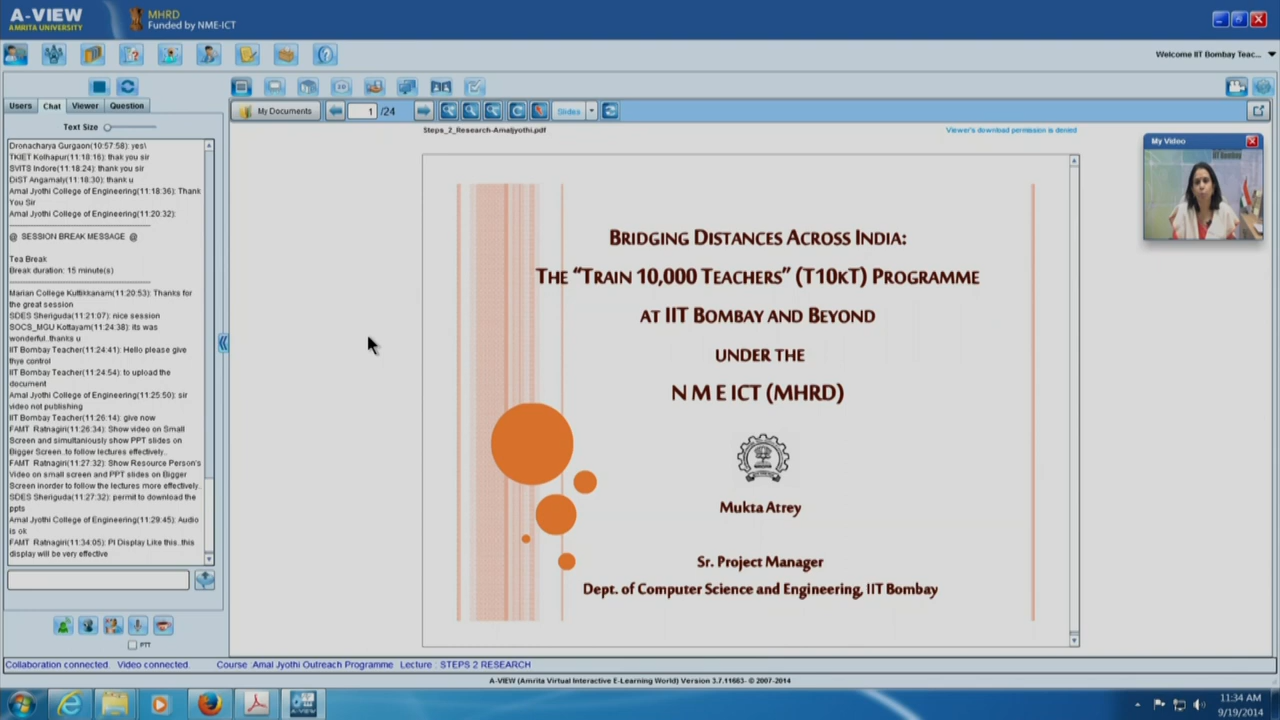 A-VIEW
AMRITA UNIVERSITY
MHRD
Funded by NME-ICT
Welcome IIT Bombay Teac...
Users Chat Viewer Question
My Documents
1 /24
Slides
Text Size
Steps_2_Research-Amaljyothi.pdf
Viewer's download permission is denied
Dronacharya Gurgaon(10:57:58): yes\
TKIET Kolhapur(11:18:16): thak you sir
SVITS Indore(11:18:24): thank you sir
DiST Angamaly(11:18:30): thank u
Amal Jyothi College of Engineering(11:18:36): Thank
You Sir
Amal Jyothi College of Engineering(11:20:32):
@ SESSION BREAK MESSAGE @
Tea Break
Break duration: 15 minute(s)
Marian College Kuttikkanam(11:20:53): Thanks for
the great session
SDES Sheriguda(11:21:07): nice session
SOCS_MGU Kottayam(11:24:38): its was
wonderful..thanks u
IIT Bombay Teacher(11:24:41): Hello please give
thye control
IIT Bombay Teacher(11:24:54): to upload the
document
Amal Jyothi College of Engineering(11:25:50): sir
video not publishing
IIT Bombay Teacher(11:26:14): give now
FAMT Ratnagiri(11:26:34): Show video on Small
Screen and simultaniously show PPT slides on
Bigger Screen..to follow lectures effectively..
FAMT Ratnagiri(11:27:32): Show Resource Person's
Video on small screen and PPT slides on Bigger
Screen inorder to follow the lectures more effectively..
SDES Sheriguda(11:27:32): permit to download the
ppts
Amal Jyothi College of Engineering(11:29:45): Audio
is ok
FAMT Ratnagiri(11:34:05): Pl Display Like this..this
display will be very effective
PTT
My Video
IIT Bombay
BRIDGING DISTANCES ACROSS INDIA:
THE “TRAIN 10,000 TEACHERS” (T10KT) PROGRAMME
AT IIT BOMBAY AND BEYOND
UNDER THE
N M E ICT (MHRD)
Mukta Atrey
Sr. Project Manager
Dept. of Computer Science and Engineering, IIT Bombay
Collaboration connected Video connected Course : Amal Jyothi Outreach Programme Lecture : STEPS 2 RESEARCH
A-VIEW (Amrita Virtual Interactive E-Learning World) Version 3.7.11663- © 2007-2014
11:34 AM
9/19/2014